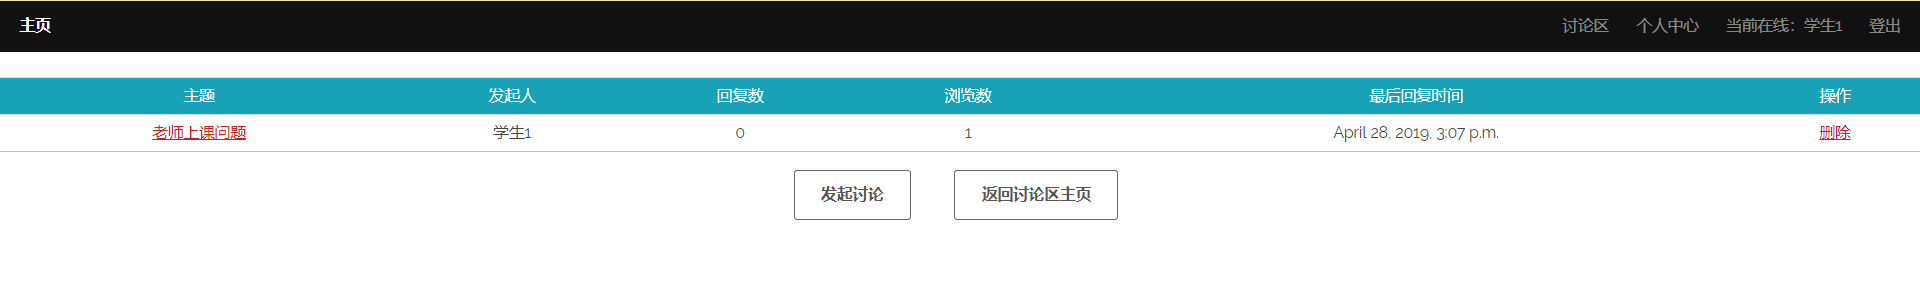 主页 讨论区 个人中心 当前在线：学生1 登出
主题 发起人 回复数 浏览数 最后回复时间 操作
老师上课问题 学生1 0 1 April 28, 2019, 3:07 p.m. 删除
发起讨论 返回讨论区主页